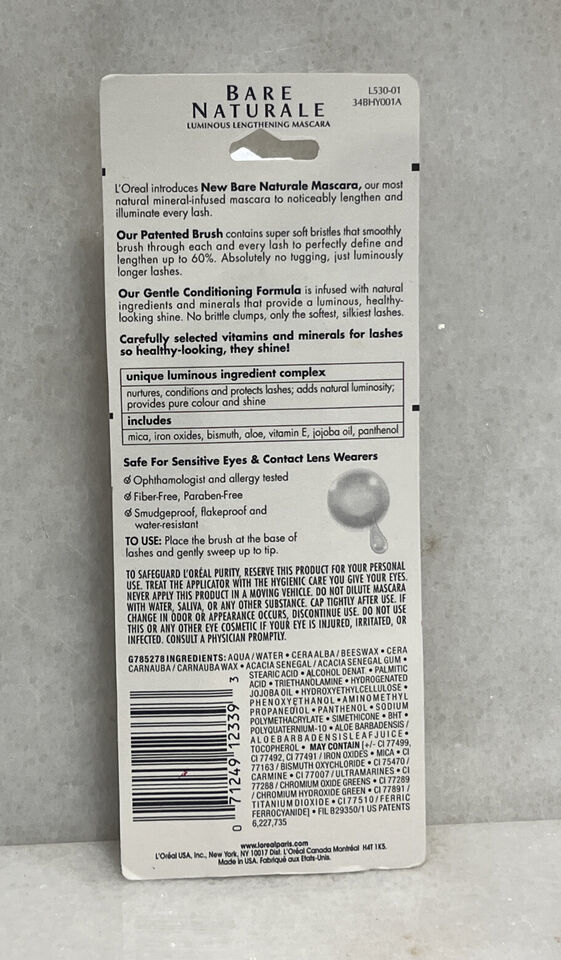 BARE
NATURALE
LUMINOUS LENGTHENING MASCARA
L530-01
34BHY001A
L'Oreal introduces New Bare Naturale Mascara, our most
natural mineral-infused mascara to noticeably lengthen and
illuminate every lash.
Our Patented Brush contains super soft bristles that smoothly
brush through each and every lash to perfectly define and
lengthen up to 60%. Absolutely no tugging, just luminously
longer lashes.
Our Gentle Conditioning Formula is infused with natural
ingredients and minerals that provide a luminous, healthy-
looking shine. No brittle clumps, only the softest, silkiest lashes.
Carefully selected vitamins and minerals for lashes
so healthy-looking, they shine!
unique luminous ingredient complex
nurtures, conditions and protects lashes; adds natural luminosity;
provides pure colour and shine
includes
mica, iron oxides, bismuth, aloe, vitamin E, jojoba oil, panthenol
Safe For Sensitive Eyes & Contact Lens Wearers
Ophthamologist and allergy tested
Fiber-Free, Paraben-Free
Smudgeproof, flakeproof and
water-resistant
TO USE: Place the brush at the base of
lashes and gently sweep up to tip.
TO SAFEGUARD L'ORÉAL PURITY, RESERVE THIS PRODUCT FOR YOUR PERSONAL
USE. TREAT THE APPLICATOR WITH THE HYGIENIC CARE YOU GIVE YOUR EYES.
NEVER APPLY THIS PRODUCT IN A MOVING VEHICLE. DO NOT DILUTE MASCARA
WITH WATER, SALIVA, OR ANY OTHER SUBSTANCE. CAP TIGHTLY AFTER USE. IF
CHANGE IN ODOR OR APPEARANCE OCCURS, DISCONTINUE USE. DO NOT USE
THIS OR ANY OTHER EYE COSMETIC IF YOUR EYE IS INJURED, IRRITATED, OR
INFECTED. CONSULT A PHYSICIAN PROMPTLY.
G785278 INGREDIENTS: AQUA/WATER • CERA ALBA/BEESWAX • CERA
CARNAUBA/CARNAUBA WAX • ACACIA SENEGAL/ACACIA SENEGAL GUM •
STEARIC ACID • ALCOHOL DENAT. • PALMITIC
ACID • TRIETHANOLAMINE • HYDROGENATED
JOJOBA OIL • HYDROXYETHYLCELLULOSE •
PHENOXYETHANOL • AMINOMETHYL
PROPANEDIOL • PANTHENOL • SODIUM
POLYMETHACRYLATE • SIMETHICONE • BHT •
POLYQUATERNIUM-10 • ALOE BARBADENSIS/
ALOE BARBADENSIS LEAF JUICE •
TOCOPHEROL • MAY CONTAIN [+/- CI 77499,
CI 77492, CI 77491/IRON OXIDES • MICA • CI
77163/BISMUTH OXYCHLORIDE • CI 75470/
CARMINE • CI 77007/ULTRAMARINES • CI
77288/CHROMIUM OXIDE GREENS • CI 77289
/CHROMIUM HYDROXIDE GREEN • CI 77891/
TITANIUM DIOXIDE • CI 77510/FERRIC
FERROCYANIDE] • FIL B29350/1 US PATENTS
6,227,735
0 71249 12339 3
www.lorealparis.com
L'Oréal USA, Inc., New York, NY 10017 Dist. L'Oréal Canada Montréal H4T 1K5.
Made in USA. Fabriqué aux Etats-Unis.